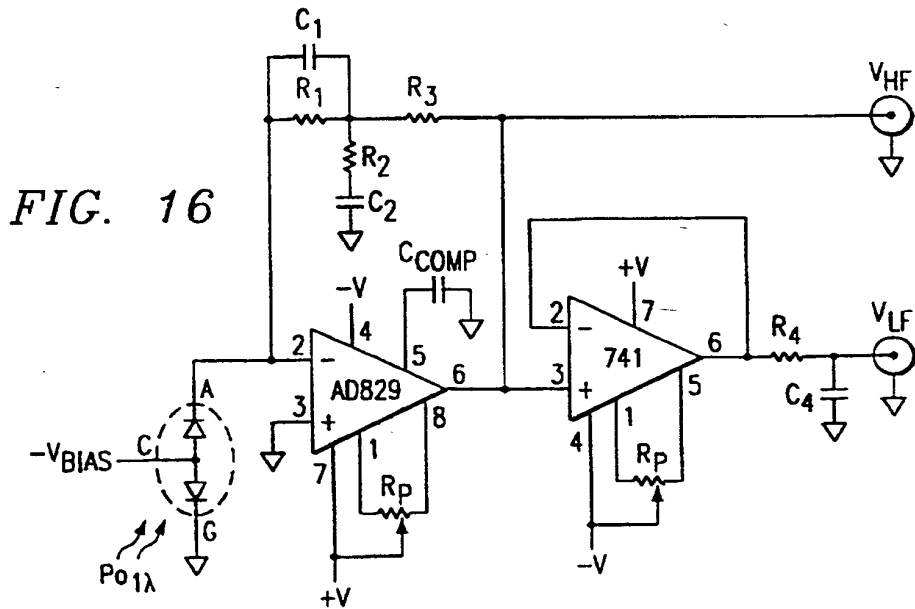 C1
R1
R3
VHF
R2
C2
FIG. 16
CCOMP
-V
4
5
2
-
AD829
6
3
+
8
7
1
RP
+V
+V
2
-
7
741
6
R4
VLF
3
+
5
C4
4
1
RP
-V
A
-VBIAS
C
G
Po1λ